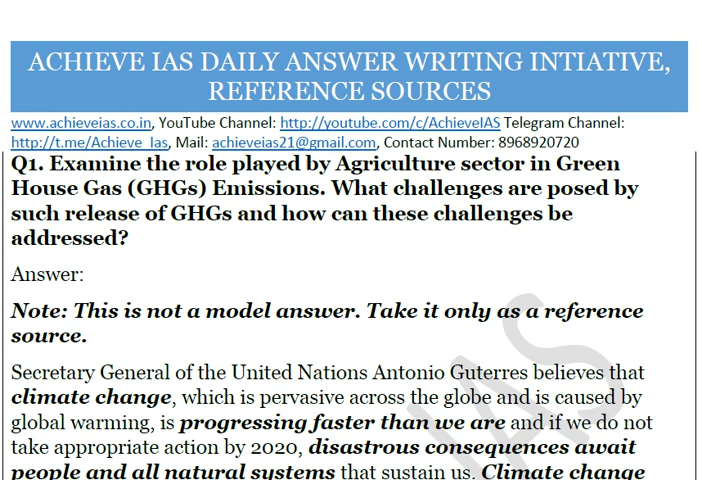 ACHIEVE IAS DAILY ANSWER WRITING INTIATIVE,
REFERENCE SOURCES
www.achieveias.co.in, YouTube Channel: http://youtube.com/c/AchieveIAS Telegram Channel:
http://t.me/Achieve_Ias, Mail: achieveias21@gmail.com, Contact Number: 8968920720
Q1. Examine the role played by Agriculture sector in Green
House Gas (GHGs) Emissions. What challenges are posed by
such release of GHGs and how can these challenges be
addressed?
Answer:
Note: This is not a model answer. Take it only as a reference
source.
Secretary General of the United Nations Antonio Guterres believes that
climate change, which is pervasive across the globe and is caused by
global warming, is progressing faster than we are and if we do not
take appropriate action by 2020, disastrous consequences await
people and all natural systems that sustain us. Climate change
IAS